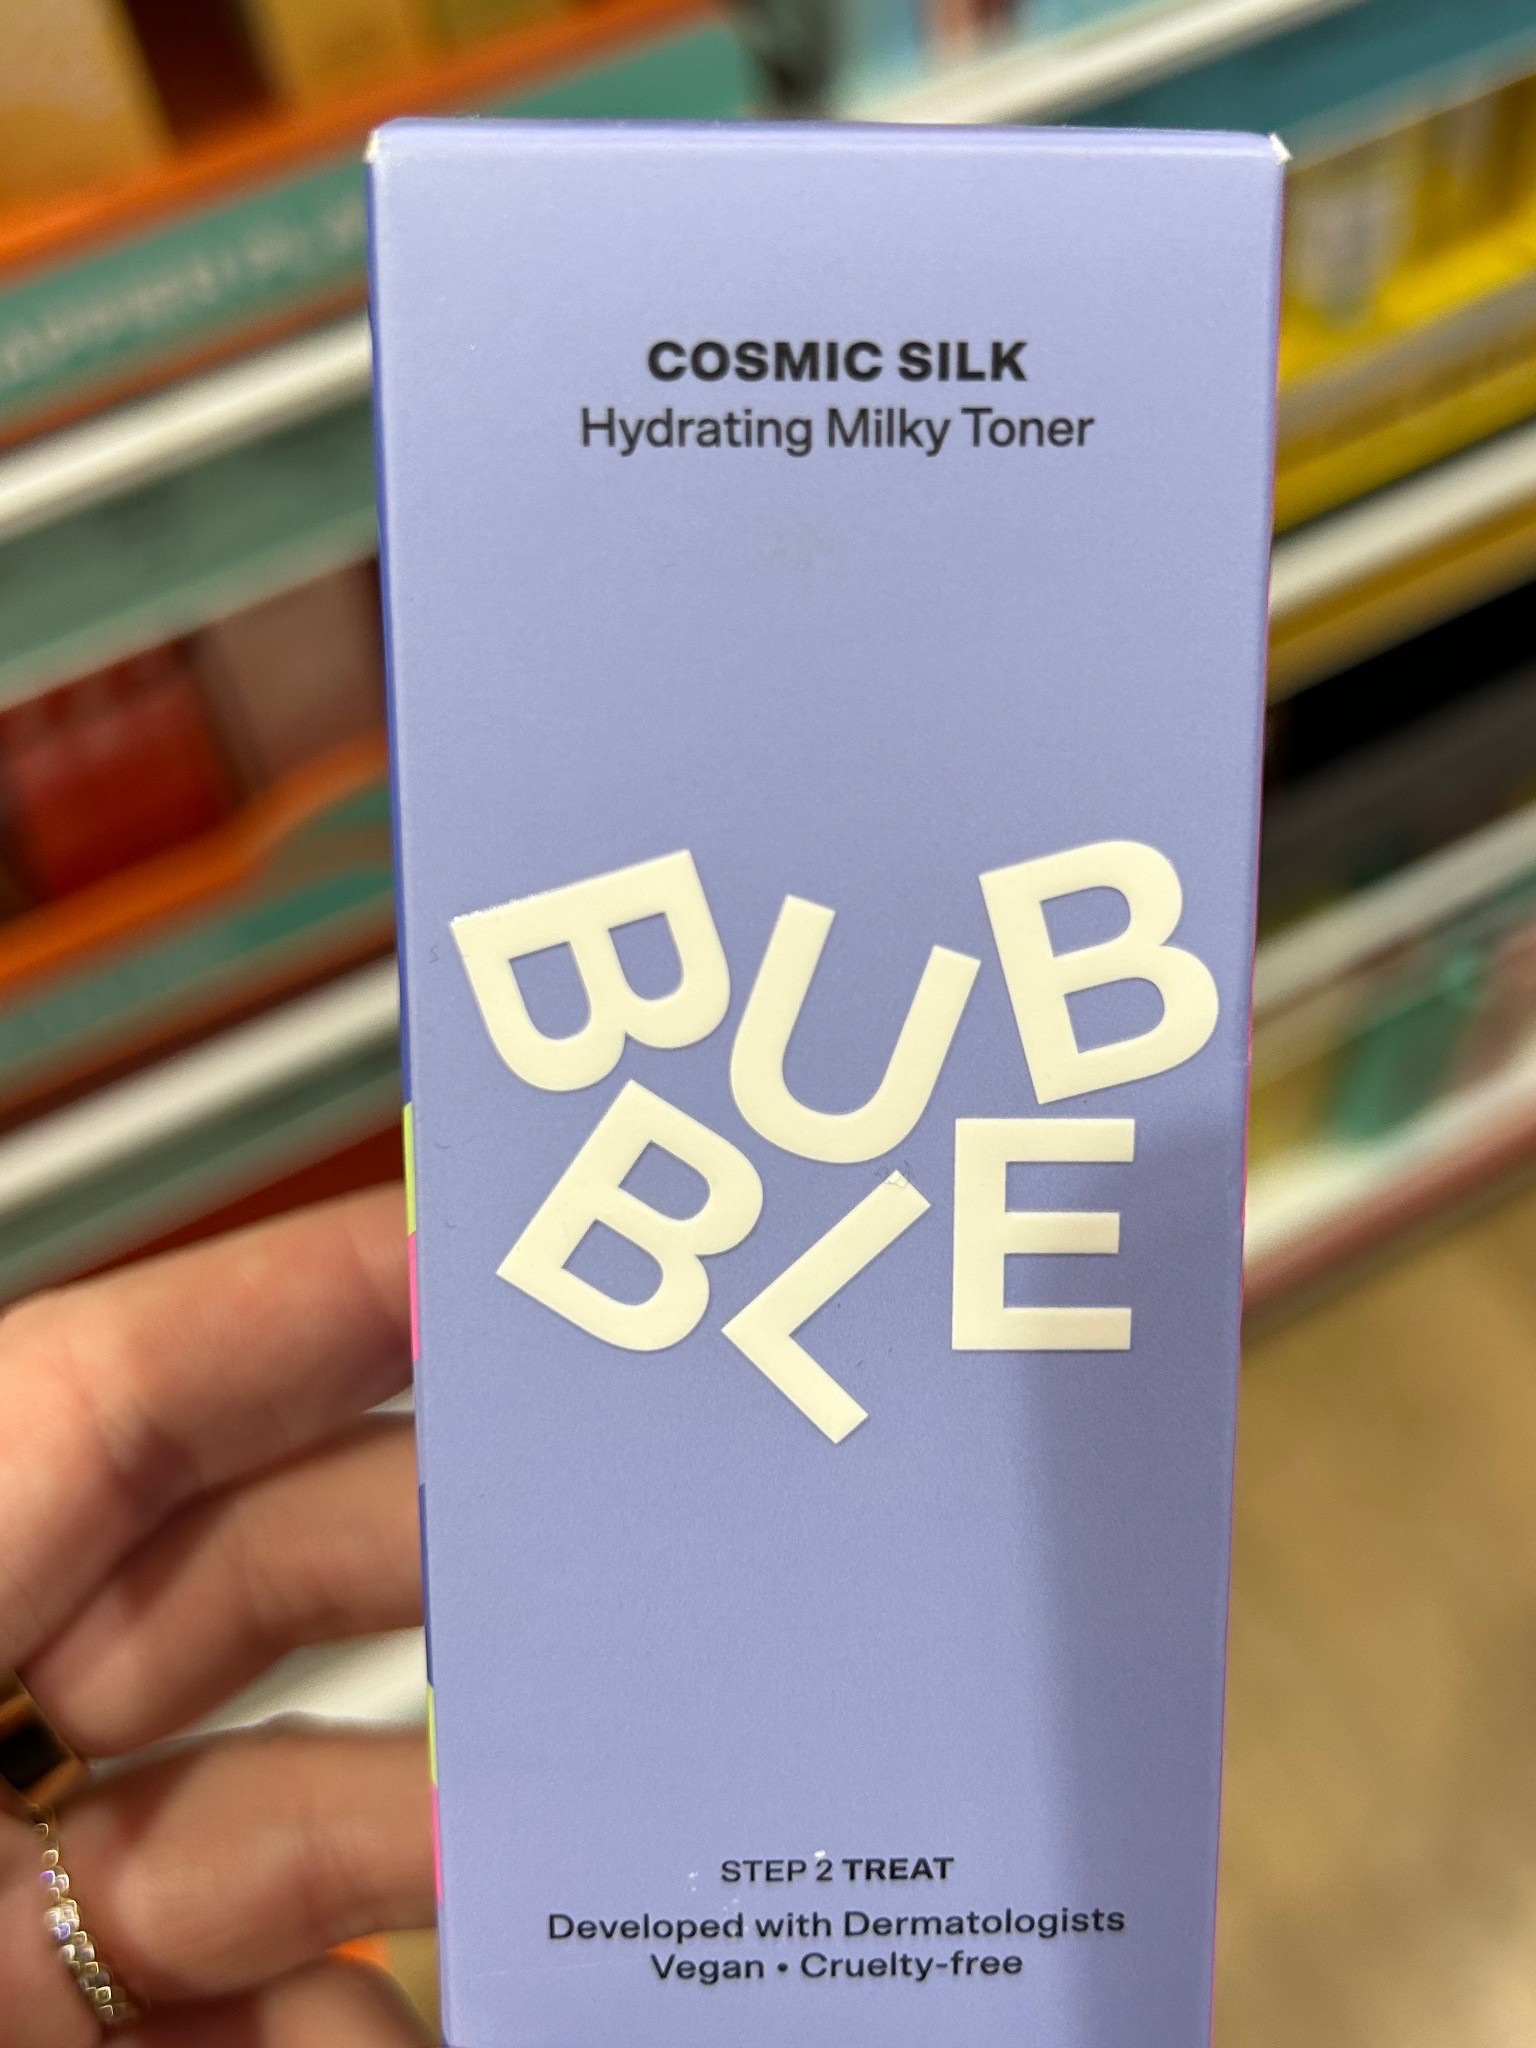 COSMIC SILK
Hydrating Milky Toner
BUB
BLE
STEP 2 TREAT
Developed with Dermatologists
Vegan • Cruelty-free